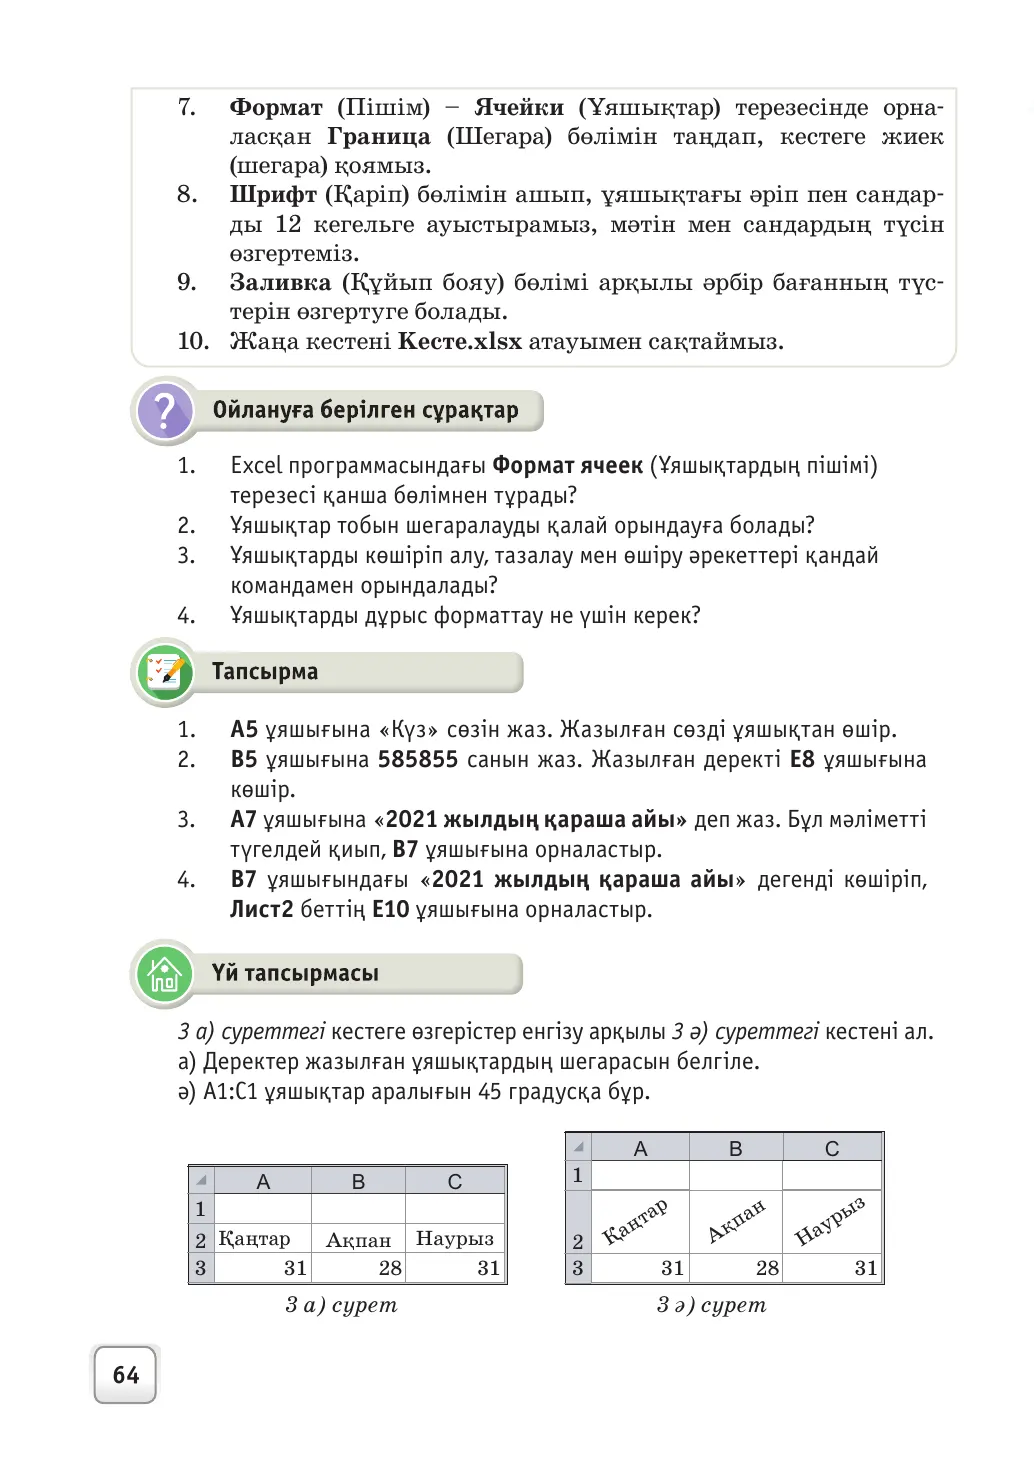 7. Формат (Пішім) – Ячейки (Ұяшықтар) терезесінде орна-
ласқан Граница (Шегара) бөлімін таңдап, кестеге жиек
(шегара) қоямыз.
8. Шрифт (Қаріп) бөлімін ашып, ұяшықтағы әріп пен сандар-
ды 12 кегельге ауыстырамыз, мәтін мен сандардың түсін
өзгертеміз.
9. Заливка (Құйып бояу) бөлімі арқылы әрбір бағанның түс-
терін өзгертуге болады.
10. Жаңа кестені Кесте.xlsx атауымен сақтаймыз.
? Ойлануға берілген сұрақтар
1. Excel программасындағы Формат ячеек (Ұяшықтардың пішімі)
терезесі қанша бөлімнен тұрады?
2. Ұяшықтар тобын шегаралауды қалай орындауға болады?
3. Ұяшықтарды көшіріп алу, тазалау мен өшіру әрекеттері қандай
командамен орындалады?
4. Ұяшықтарды дұрыс форматтау не үшін керек?
Тапсырма
1. A5 ұяшығына «Күз» сөзін жаз. Жазылған сөзді ұяшықтан өшір.
2. B5 ұяшығына 585855 санын жаз. Жазылған деректі E8 ұяшығына
көшір.
3. A7 ұяшығына «2021 жылдың қараша айы» деп жаз. Бұл мәліметті
түгелдей қиып, B7 ұяшығына орналастыр.
4. B7 ұяшығындағы «2021 жылдың қараша айы» дегенді көшіріп,
Лист2 беттің E10 ұяшығына орналастыр.
Үй тапсырмасы
3 а) суреттегі кестеге өзгерістер енгізу арқылы 3 ә) суреттегі кестені ал.
а) Деректер жазылған ұяшықтардың шегарасын белгіле.
ә) A1:C1 ұяшықтар аралығын 45 градусқа бұр.
A B C
1
2 Қаңтар Ақпан Наурыз
3 31 28 31
3 а) сурет
A B C
1
2 Қаңтар Ақпан Наурыз
3 31 28 31
3 ә) сурет
64